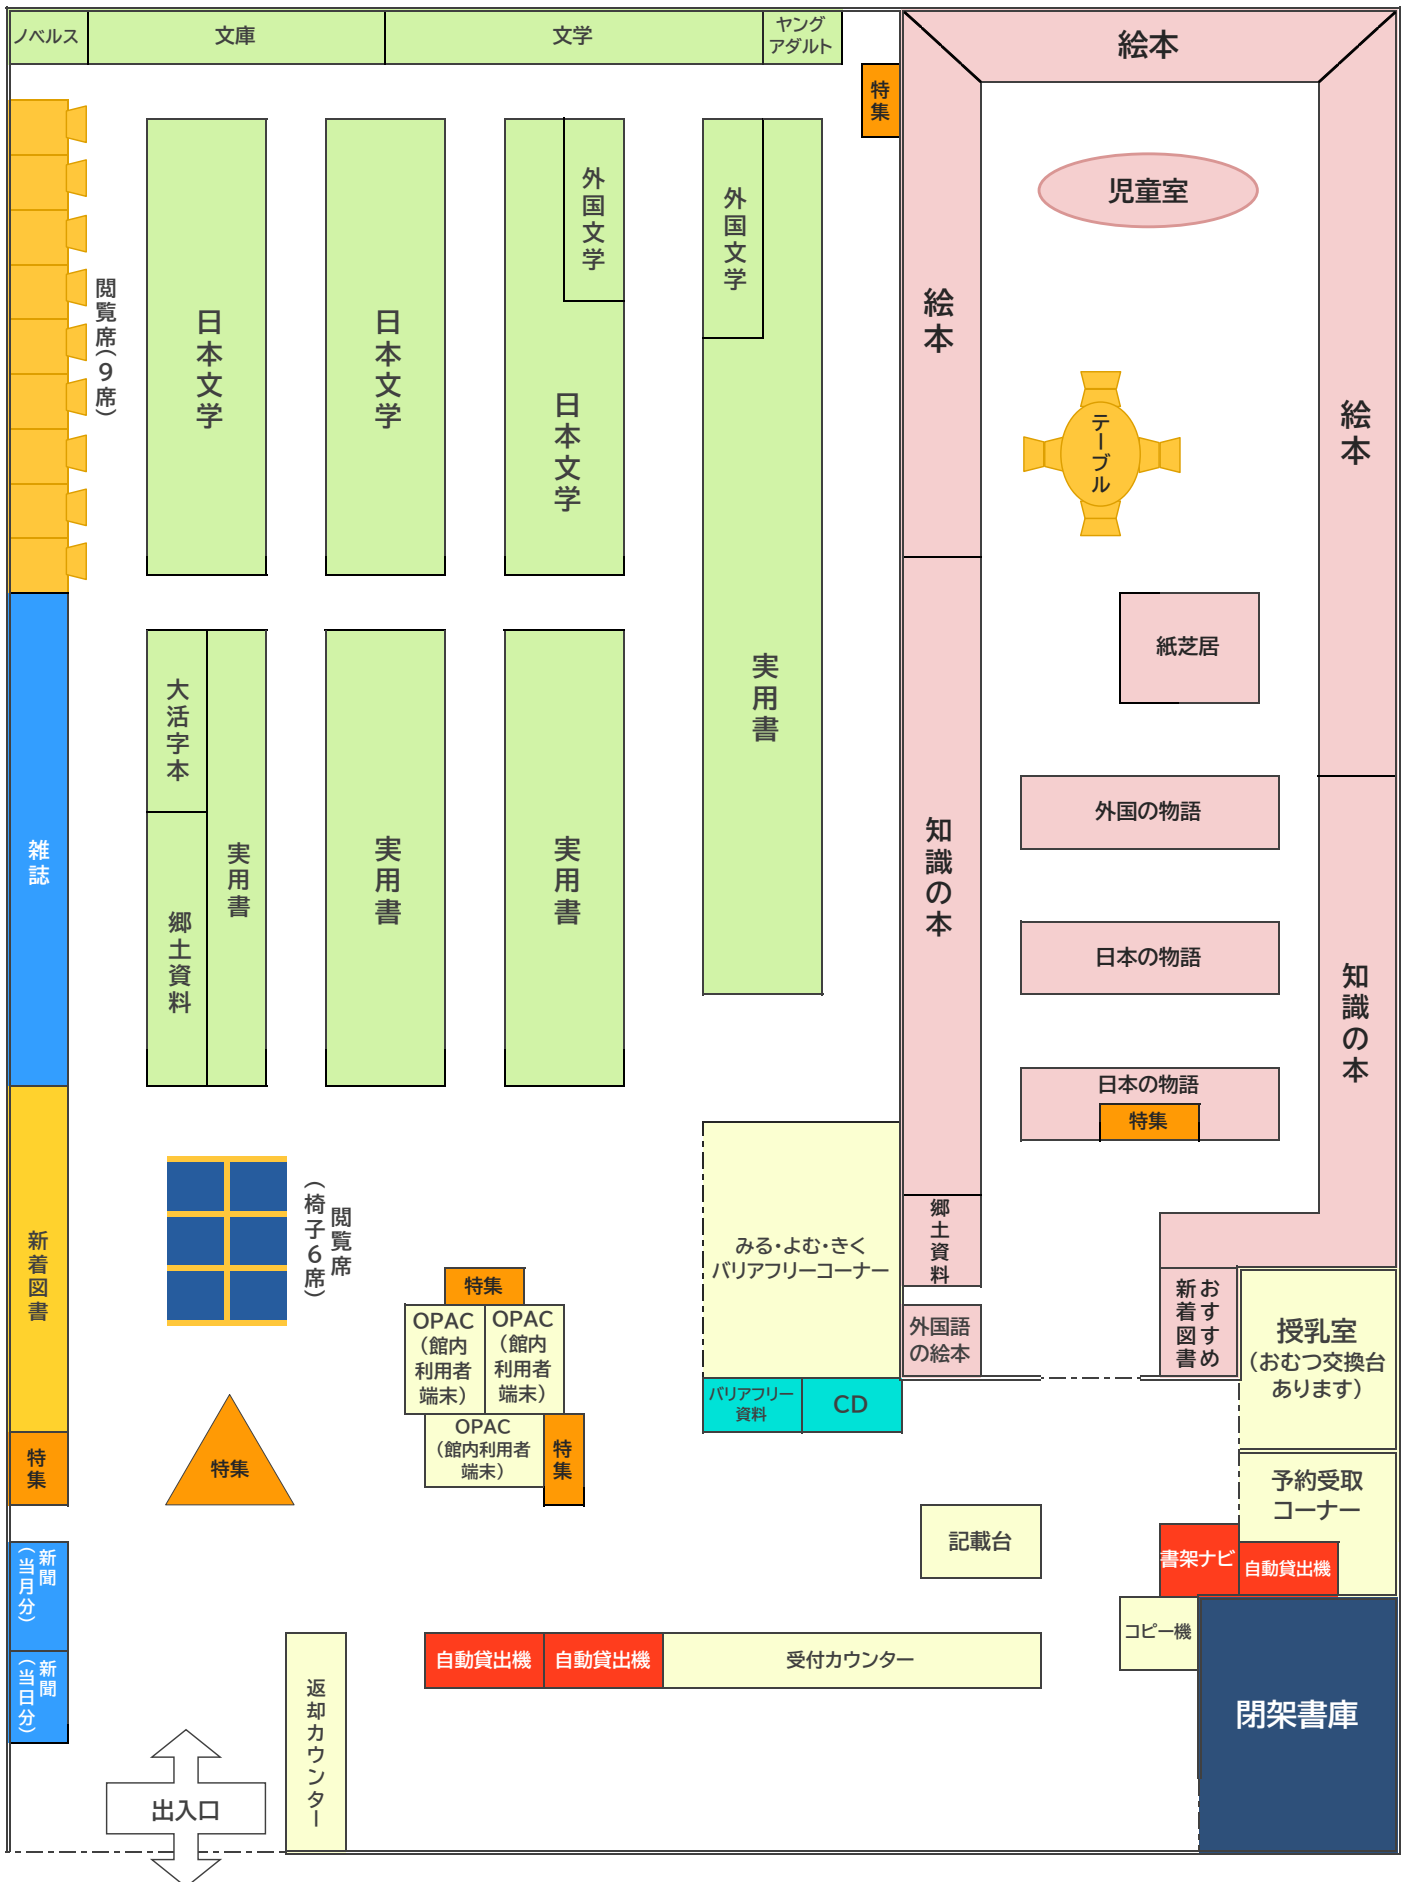 ノベルス
文庫
文学
ヤング
アダルト
特集
絵本
児童室
絵本
絵本
テーブル
閲覧席(9席)
日本文学
日本文学
外国文学
日本文学
外国文学
実用書
紙芝居
大活字本
郷土資料
実用書
実用書
実用書
雑誌
知識の本
外国の物語
日本の物語
日本の物語
特集
知識の本
新着図書
閲覧席
(椅子6席)
特集
OPAC
(館内
利用者
端末)
OPAC
(館内
利用者
端末)
OPAC
(館内利用者
端末)
特集
みる・よむ・きく
バリアフリーコーナー
バリアフリー
資料
CD
郷土資料
外国語
の絵本
おすすめ
新着図書
授乳室
(おむつ交換台
あります)
特集
特集
予約受取
コーナー
書架ナビ
自動貸出機
記載台
コピー機
新聞
(当月分)
新聞
(当日分)
返却カウンター
自動貸出機
自動貸出機
受付カウンター
閉架書庫
出入口